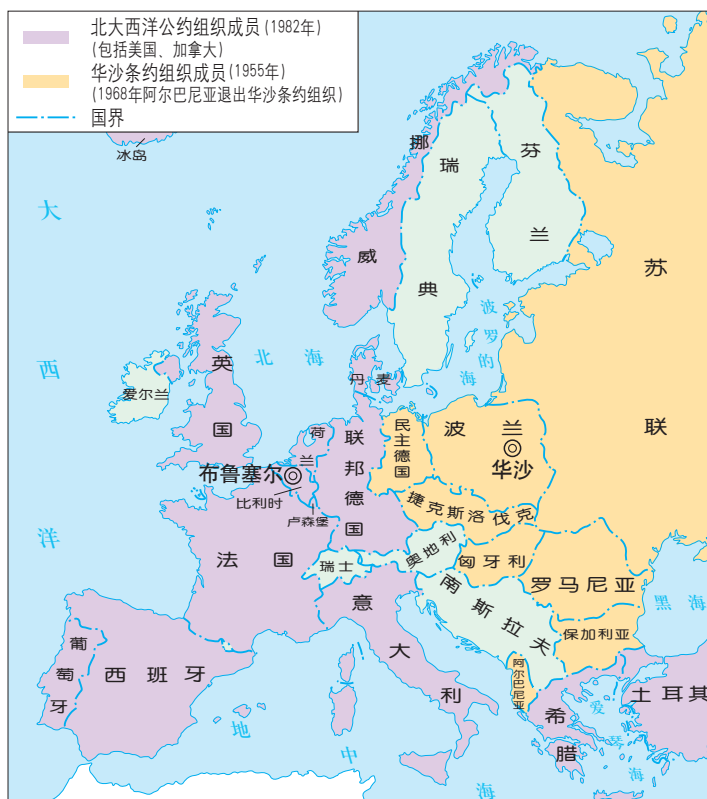 北大西洋公约组织成员(1982年)
(包括美国、加拿大)
华沙条约组织成员(1955年)
(1968年阿尔巴尼亚退出华沙条约组织)
国界
冰岛
大西洋
挪威
瑞典
芬兰
苏联
波罗的海
北海
英国
爱尔兰
丹麦
荷兰
布鲁塞尔
比利时
卢森堡
联邦德国
民主德国
波兰
华沙
捷克斯洛伐克
法国
瑞士
奥地利
匈牙利
罗马尼亚
黑海
南斯拉夫
保加利亚
意大利
阿尔巴尼亚
葡萄牙
西班牙
希腊
爱琴海
土耳其
地中海